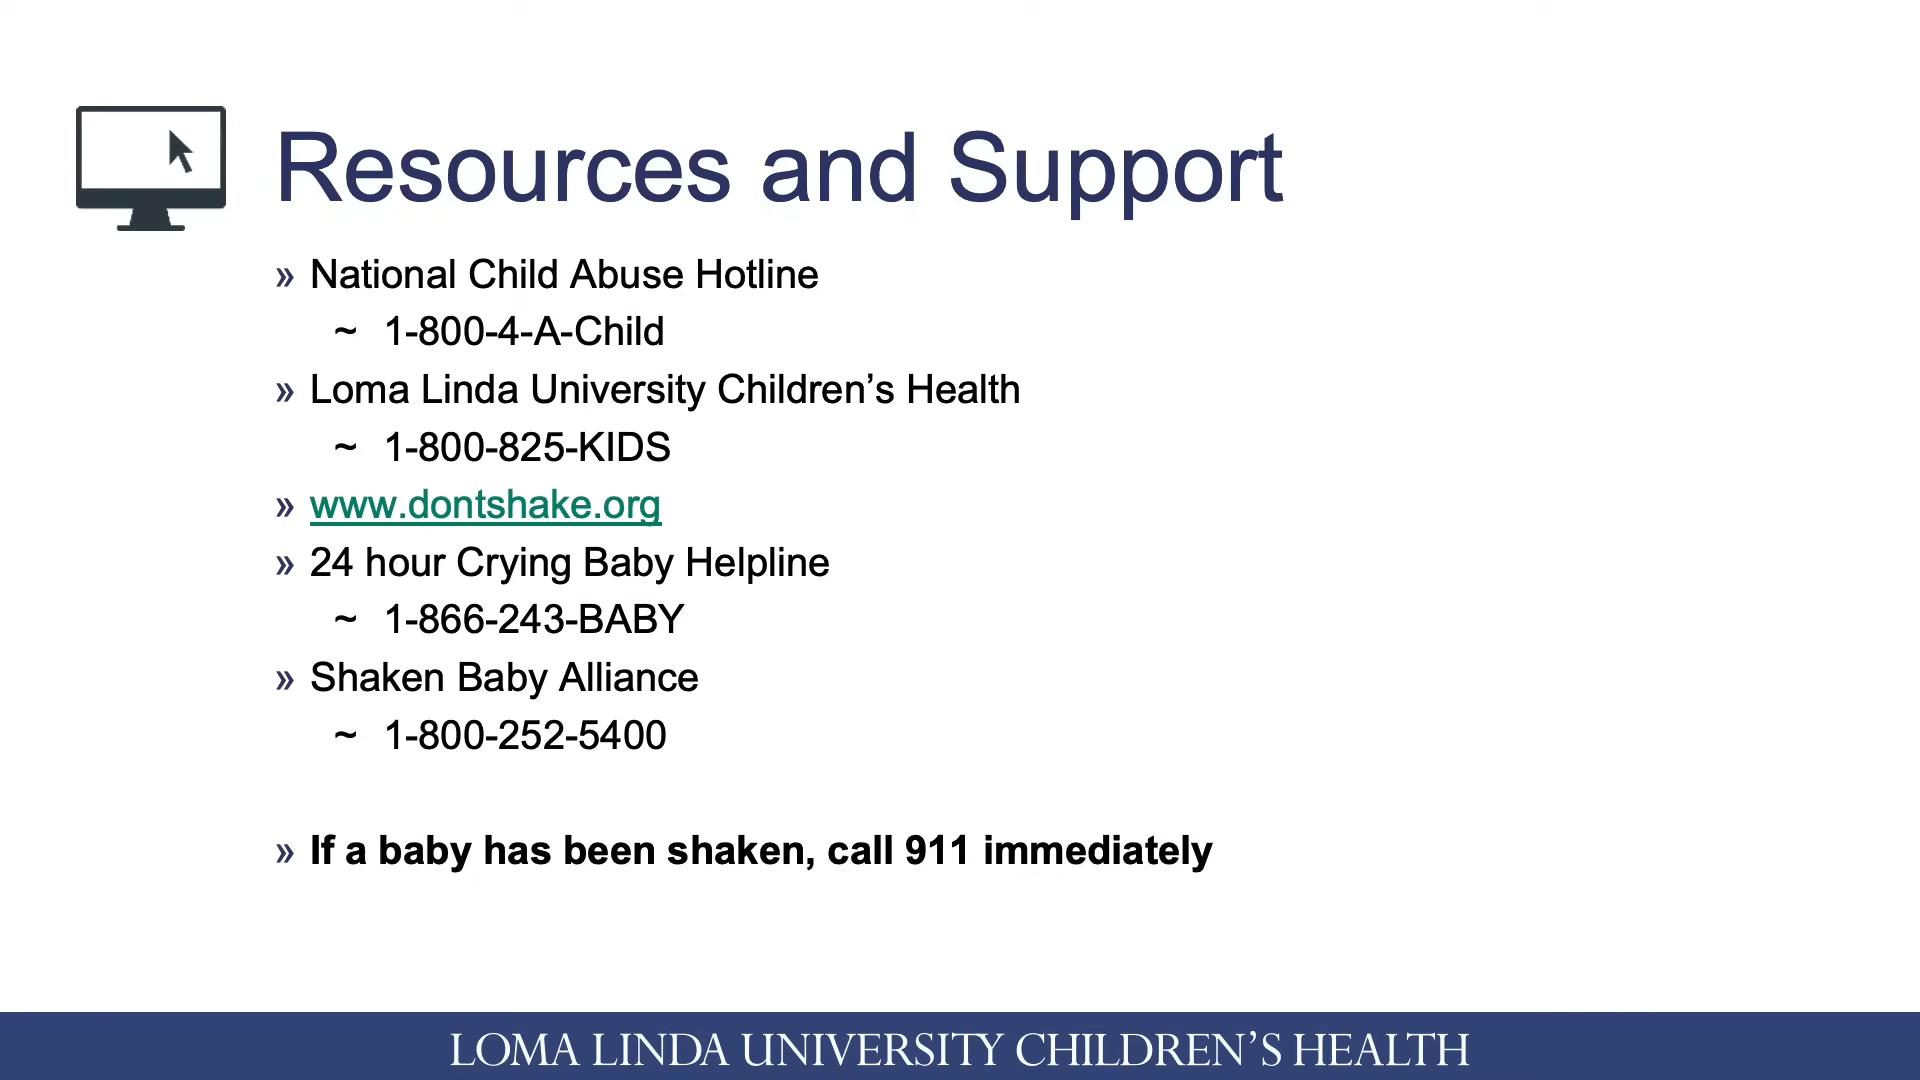 Resources and Support
» National Child Abuse Hotline
~ 1-800-4-A-Child
» Loma Linda University Children’s Health
~ 1-800-825-KIDS
» www.dontshake.org
» 24 hour Crying Baby Helpline
~ 1-866-243-BABY
» Shaken Baby Alliance
~ 1-800-252-5400
» If a baby has been shaken, call 911 immediately
LOMA LINDA UNIVERSITY CHILDREN’S HEALTH